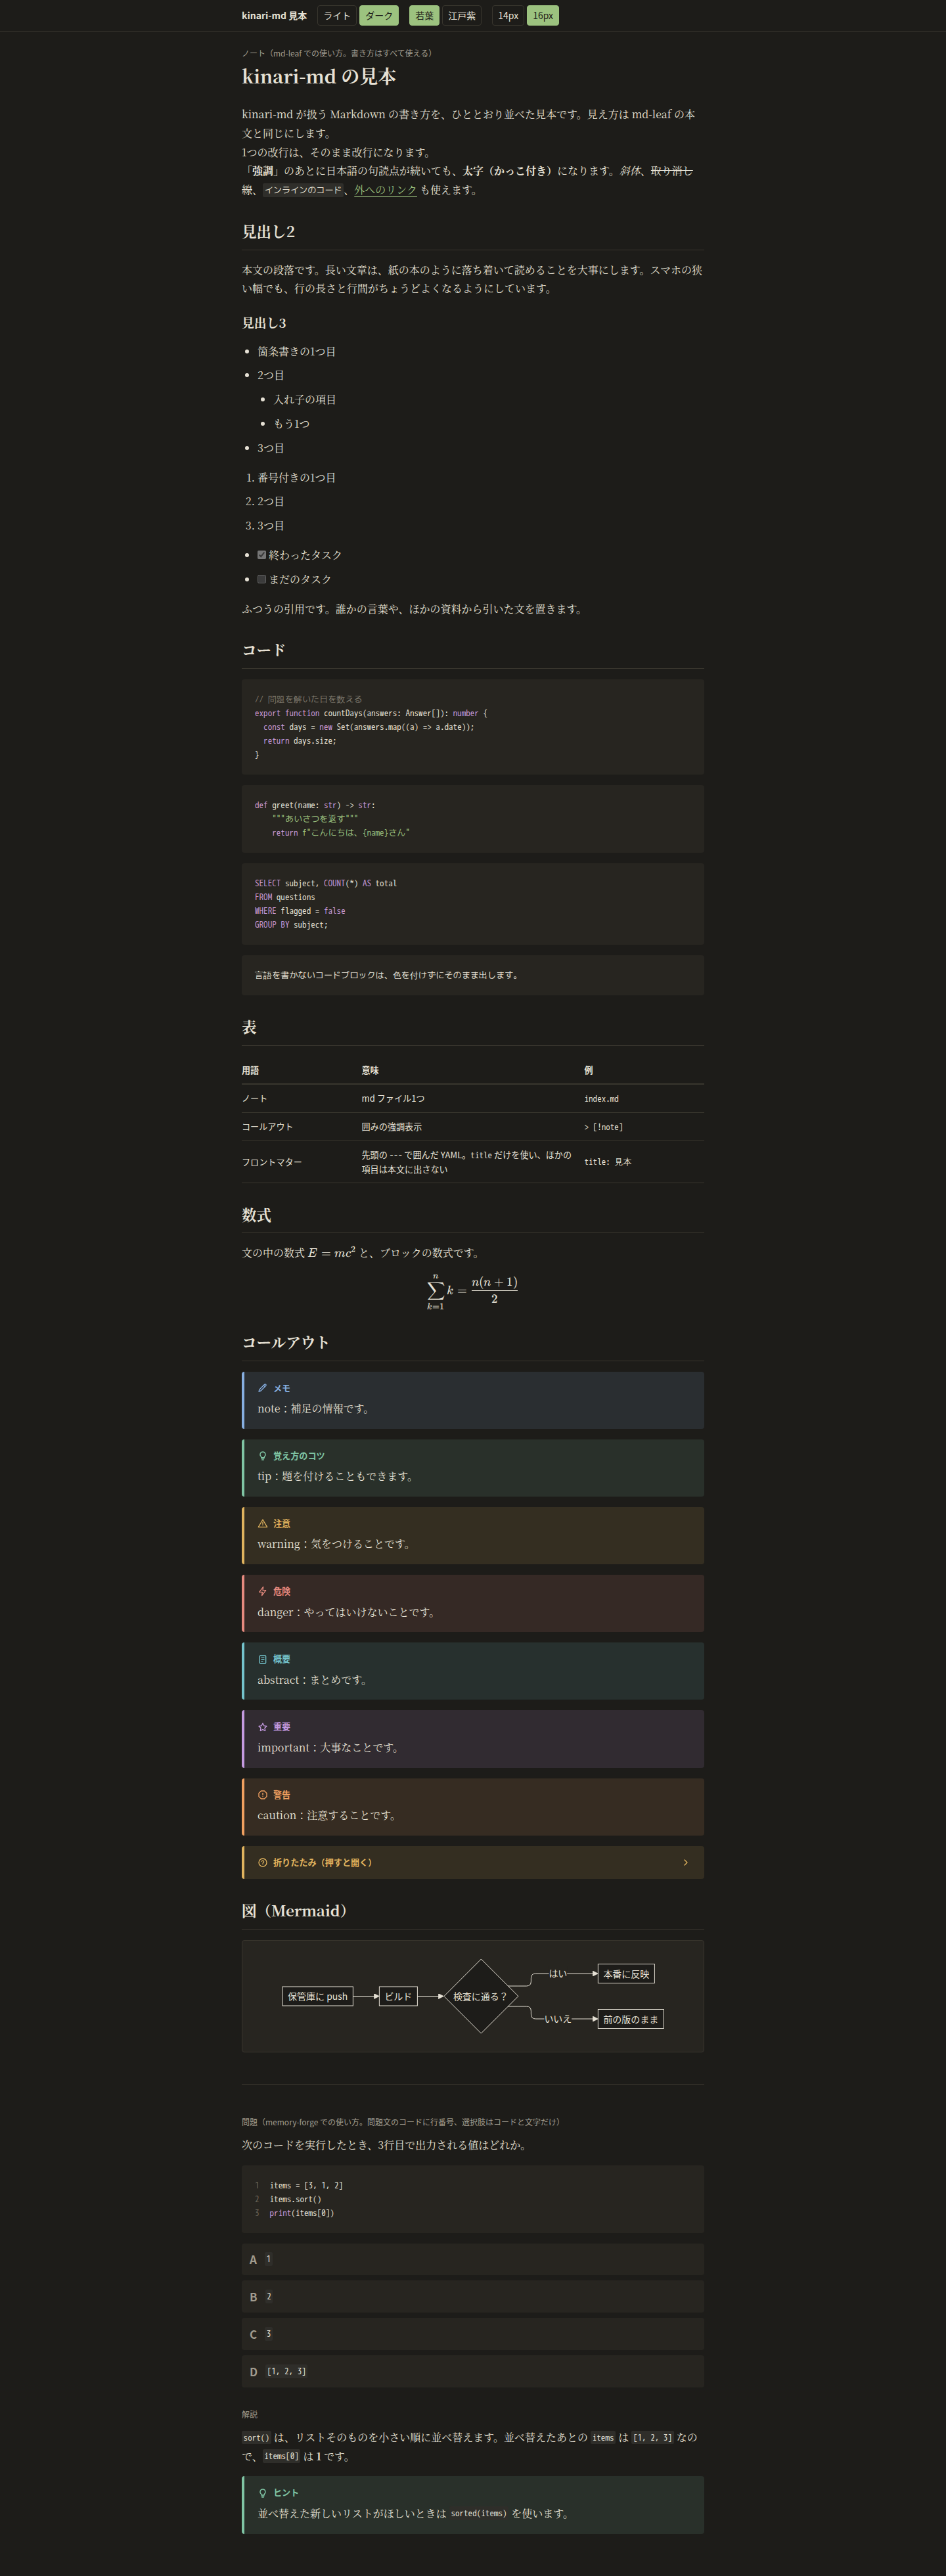 kinari-md 見本 ライト ダーク 若葉 江戸紫 14px 16px
ノート（md-leaf での使い方。書き方はすべて使える）
kinari-md の見本
kinari-md が扱う Markdown の書き方を、ひととおり並べた見本です。見え方は md-leaf の本
文と同じにします。
1つの改行は、そのまま改行になります。
「強調」のあとに日本語の句読点が続いても、太字（かっこ付き）になります。斜体、取り消し
線、インラインのコード、外へのリンク も使えます。
見出し2
本文の段落です。長い文章は、紙の本のように落ち着いて読めることを大事にします。スマホの狭
い幅でも、行の長さと行間がちょうどよくなるようにしています。
見出し3
• 箇条書きの1つ目
• 2つ目
• 入れ子の項目
• もう1つ
• 3つ目
1. 番号付きの1つ目
2. 2つ目
3. 3つ目
• 終わったタスク
• まだのタスク
ふつうの引用です。誰かの言葉や、ほかの資料から引いた文を置きます。
コード
// 問題を解いた日を数える
export function countDays(answers: Answer[]): number {
  const days = new Set(answers.map((a) => a.date));
  return days.size;
}
def greet(name: str) -> str:
    """あいさつを返す"""
    return f"こんにちは、{name}さん"
SELECT subject, COUNT(*) AS total
FROM questions
WHERE flagged = false
GROUP BY subject;
言語を書かないコードブロックは、色を付けずにそのまま出します。
表
用語 意味 例
ノート md ファイル1つ index.md
コールアウト 囲みの強調表示 > [!note]
フロントマター 先頭の --- で囲んだ YAML。title だけを使い、ほかの
項目は本文に出さない title: 見本
数式
文の中の数式 E = mc² と、ブロックの数式です。
∑_{k=1}^{n} k = n(n + 1) / 2
コールアウト
メモ
note：補足の情報です。
覚え方のコツ
tip：題を付けることもできます。
注意
warning：気をつけることです。
危険
danger：やってはいけないことです。
概要
abstract：まとめです。
重要
important：大事なことです。
警告
caution：注意することです。
折りたたみ（押すと開く）
図（Mermaid）
保管庫に push ビルド 検査に通る？ はい 本番に反映
いいえ 前の版のまま
問題（memory-forge での使い方。問題文のコードに行番号、選択肢はコードと文字だけ）
次のコードを実行したとき、3行目で出力される値はどれか。
1 items = [3, 1, 2]
2 items.sort()
3 print(items[0])
A 1
B 2
C 3
D [1, 2, 3]
解説
sort() は、リストそのものを小さい順に並べ替えます。並べ替えたあとの items は [1, 2, 3] なの
で、items[0] は 1 です。
ヒント
並べ替えた新しいリストがほしいときは sorted(items) を使います。